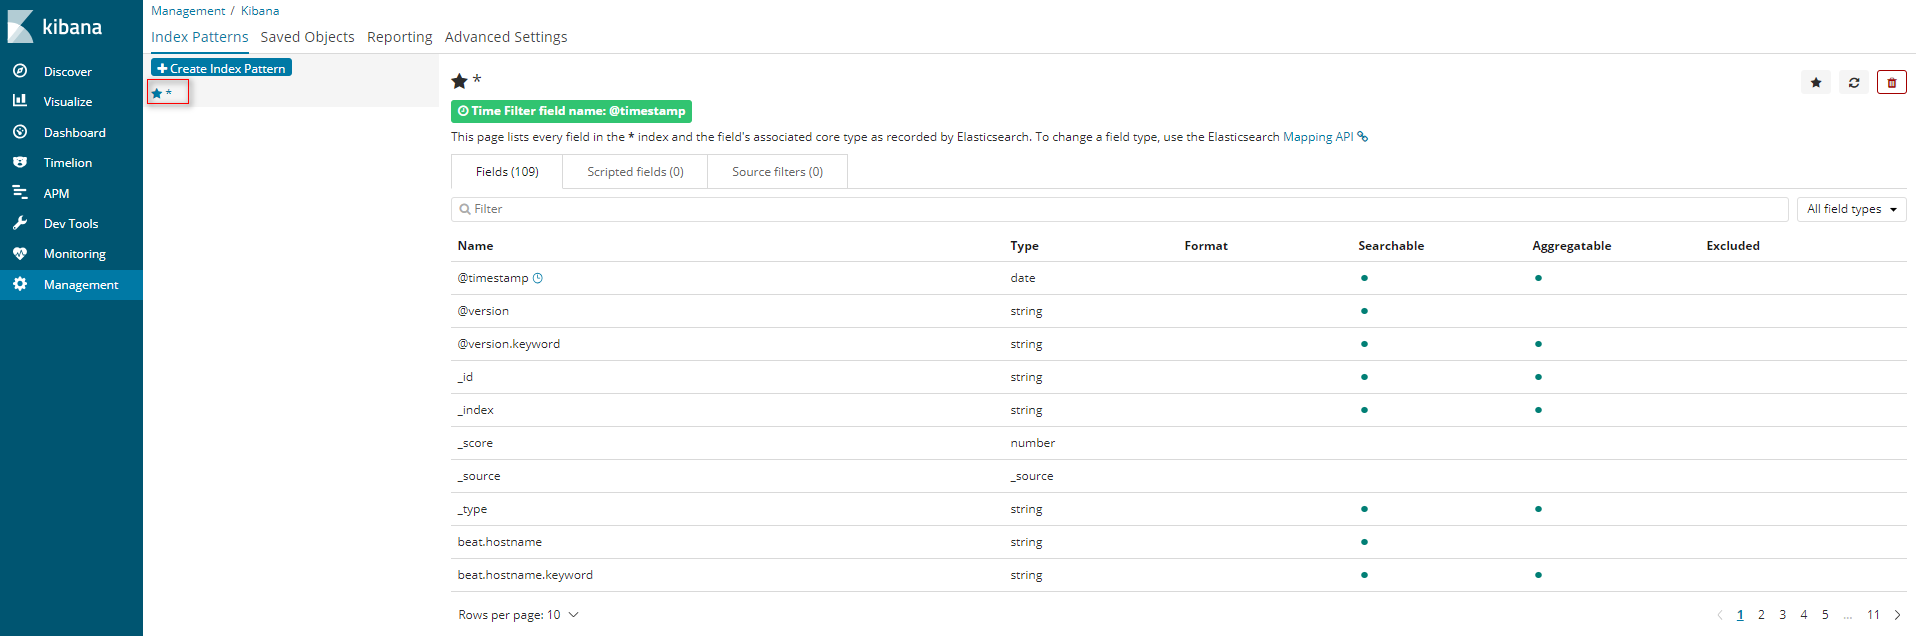 kibana
Discover
Visualize
Dashboard
Timelion
APM
Dev Tools
Monitoring
Management
Management / Kibana
Index Patterns Saved Objects Reporting Advanced Settings
Create Index Pattern
*
*
Time Filter field name: @timestamp
This page lists every field in the * index and the field's associated core type as recorded by Elasticsearch. To change a field type, use the Elasticsearch Mapping API
Fields (109) Scripted fields (0) Source filters (0)
Filter All field types
Name Type Format Searchable Aggregatable Excluded
@timestamp date
@version string
@version.keyword string
_id string
_index string
_score number
_source _source
_type string
beat.hostname string
beat.hostname.keyword string
Rows per page: 10 1 2 3 4 5 ... 11